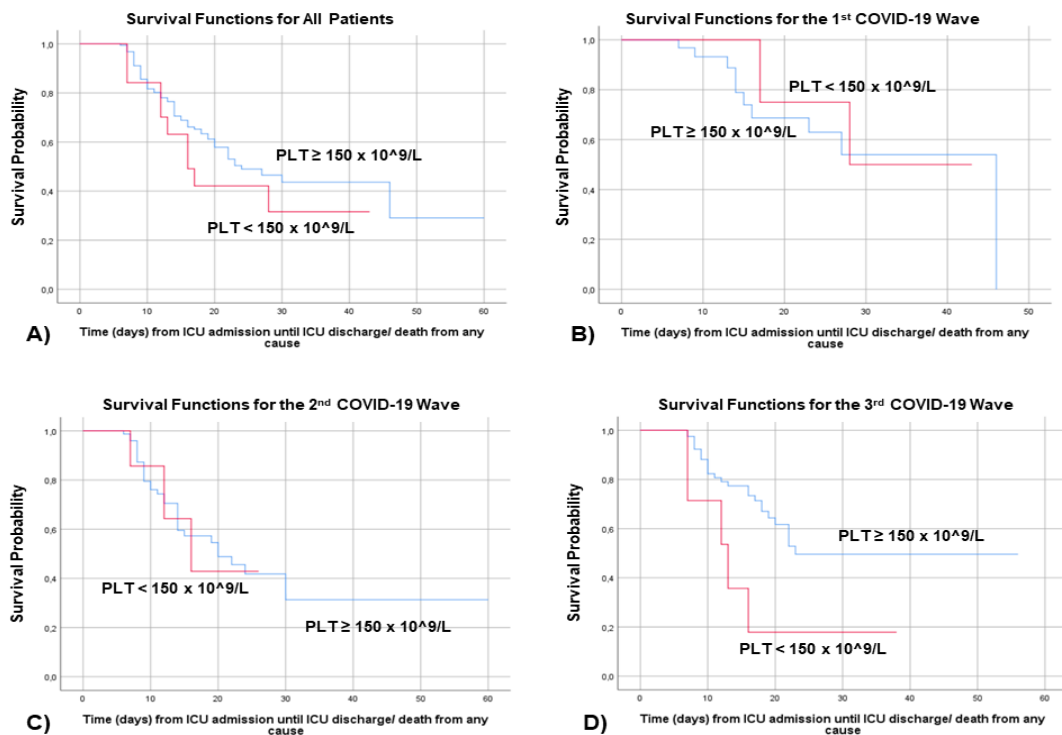 Survival Functions for All Patients
1,0
0,8
0,6
0,4
0,2
0,0
Survival Probability
PLT ≥ 150 x 10^9/L
PLT < 150 x 10^9/L
0 10 20 30 40 50 60
Time (days) from ICU admission until ICU discharge/ death from any
cause
A)
Survival Functions for the 1st COVID-19 Wave
1,0
0,8
0,6
0,4
0,2
0,0
Survival Probability
PLT < 150 x 10^9/L
PLT ≥ 150 x 10^9/L
0 10 20 30 40 50
Time (days) from ICU admission until ICU discharge/ death from any
cause
B)
Survival Functions for the 2nd COVID-19 Wave
1,0
0,8
0,6
0,4
0,2
0,0
Survival Probability
PLT < 150 x 10^9/L
PLT ≥ 150 x 10^9/L
0 10 20 30 40 50 60
Time (days) from ICU admission until ICU discharge/ death from any
cause
C)
Survival Functions for the 3rd COVID-19 Wave
1,0
0,8
0,6
0,4
0,2
0,0
Survival Probability
PLT ≥ 150 x 10^9/L
PLT < 150 x 10^9/L
0 10 20 30 40 50 60
Time (days) from ICU admission until ICU discharge/ death from any
cause
D)